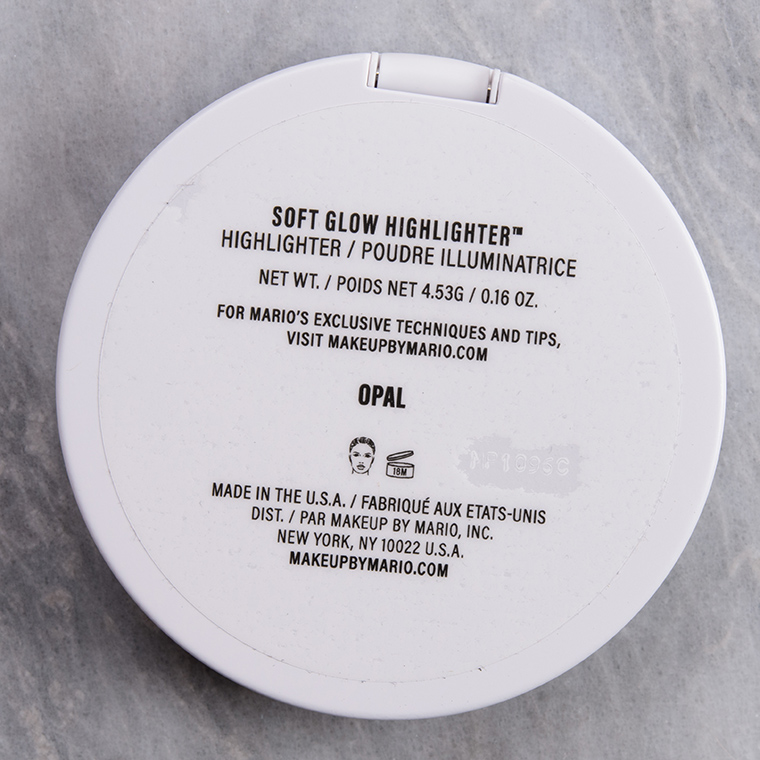 SOFT GLOW HIGHLIGHTER™
HIGHLIGHTER / POUDRE ILLUMINATRICE
NET WT. / POIDS NET 4.53G / 0.16 OZ.
FOR MARIO'S EXCLUSIVE TECHNIQUES AND TIPS,
VISIT MAKEUPBYMARIO.COM
OPAL
18M
MADE IN THE U.S.A. / FABRIQUÉ AUX ETATS-UNIS
DIST. / PAR MAKEUP BY MARIO, INC.
NEW YORK, NY 10022 U.S.A.
MAKEUPBYMARIO.COM